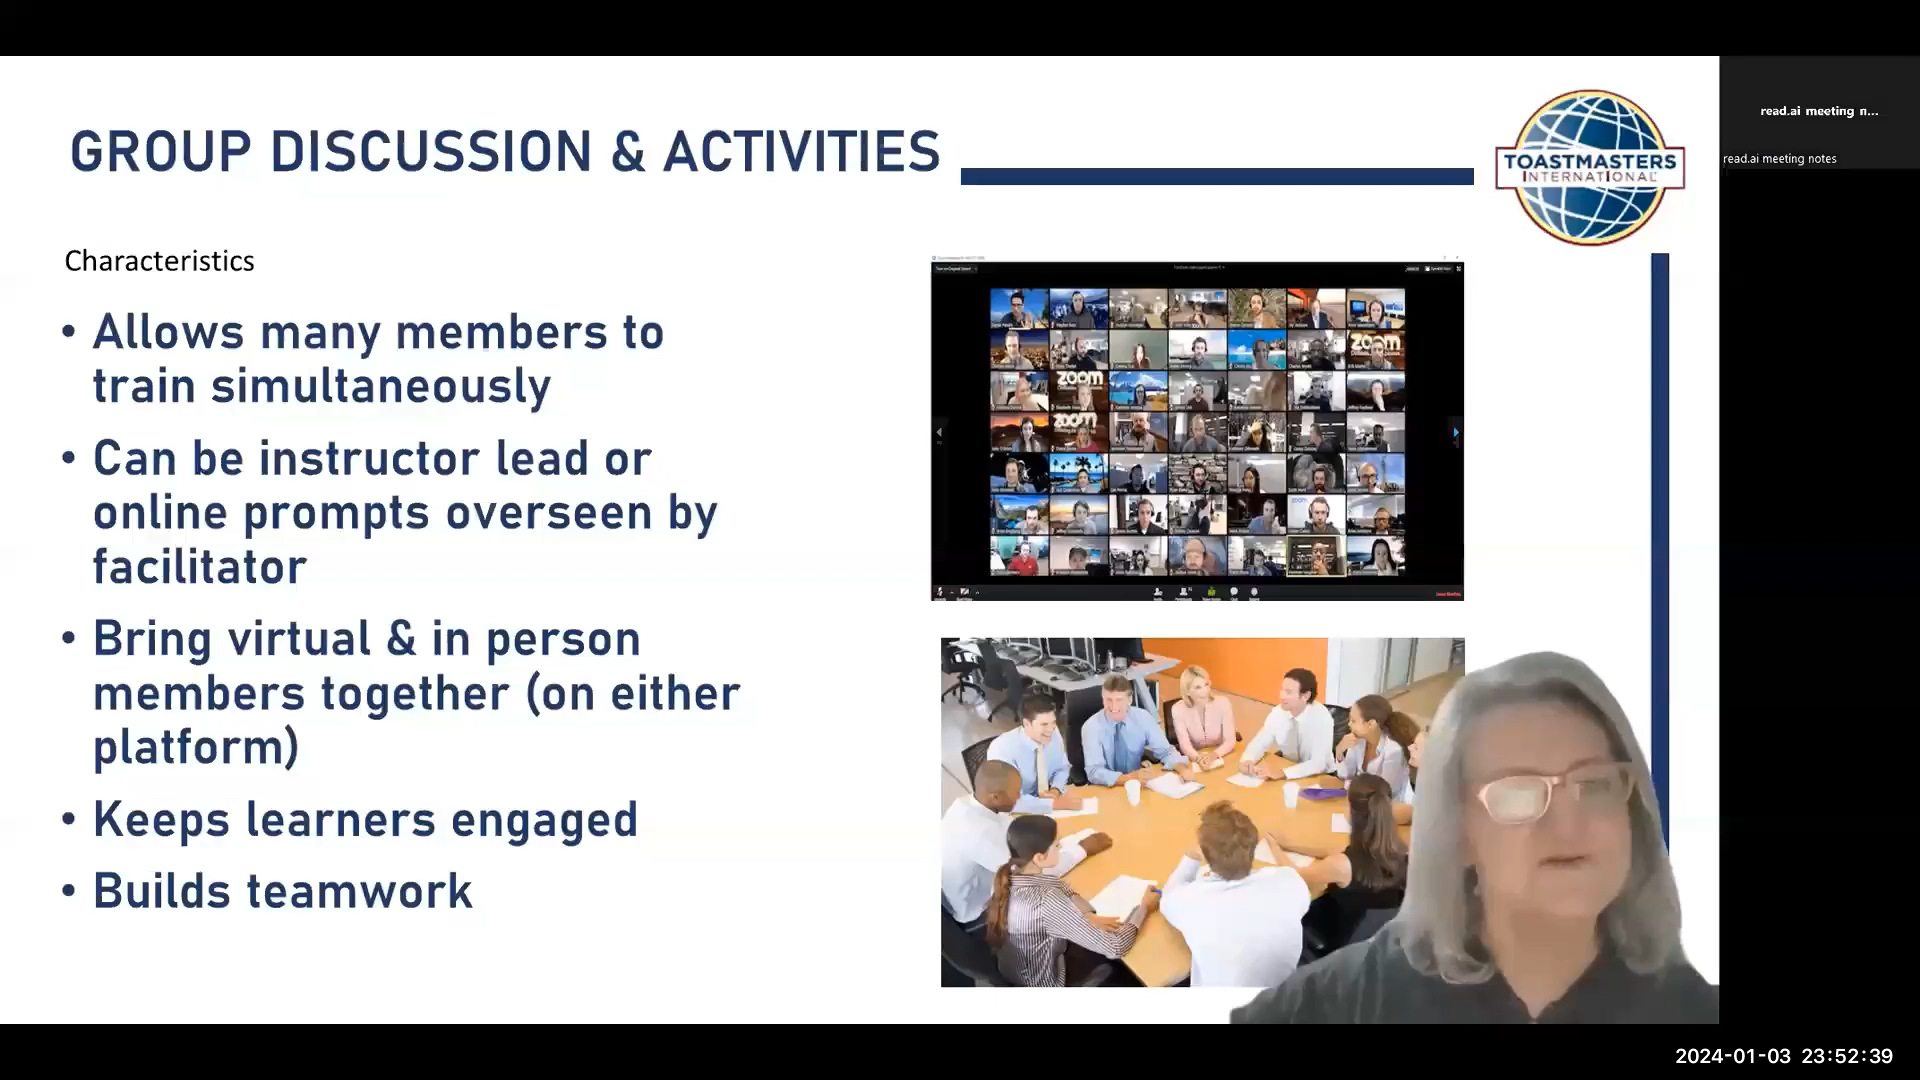 GROUP DISCUSSION & ACTIVITIES
TOASTMASTERS
INTERNATIONAL
read.ai meeting n...
read.ai meeting notes
Characteristics
• Allows many members to
train simultaneously
• Can be instructor lead or
online prompts overseen by
facilitator
• Bring virtual & in person
members together (on either
platform)
• Keeps learners engaged
• Builds teamwork
zoom
zoom
zoom
zoom
2024-01-03 23:52:39